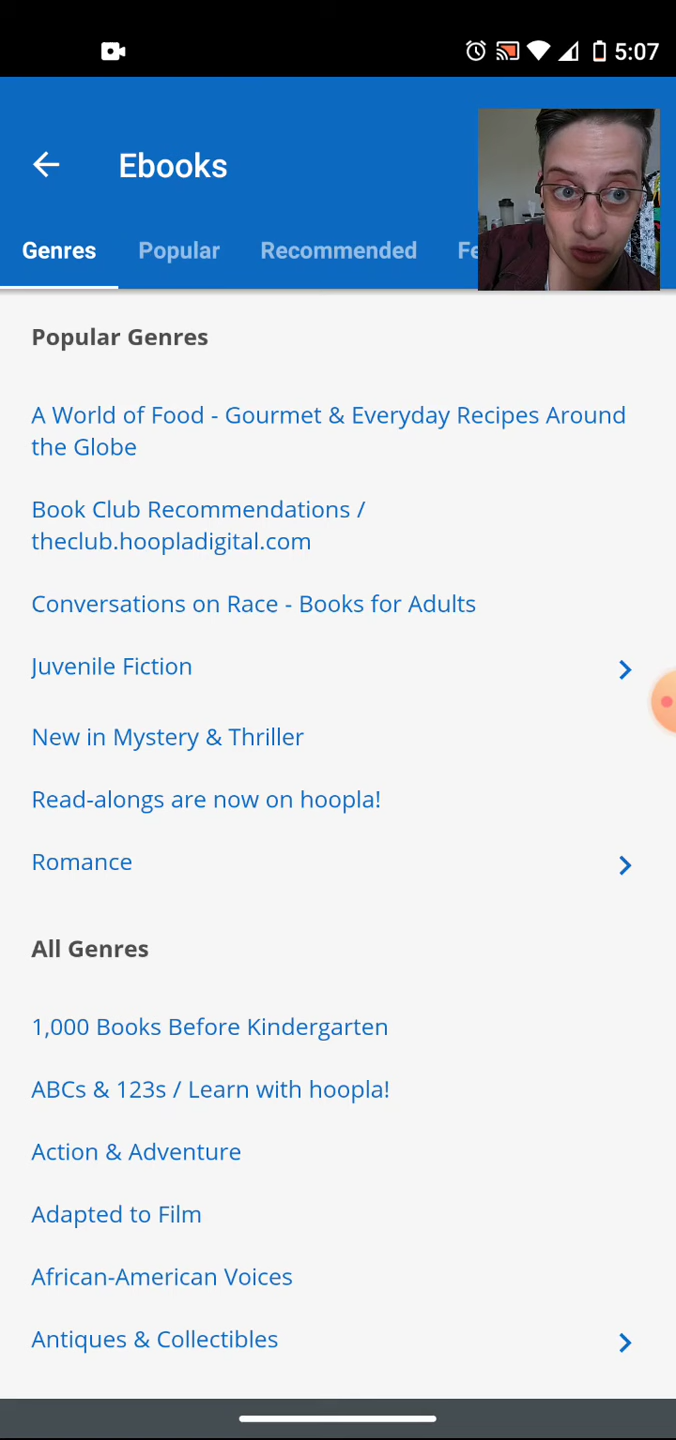 5:07
Ebooks
Genres Popular Recommended Fe
Popular Genres
A World of Food - Gourmet & Everyday Recipes Around
the Globe
Book Club Recommendations /
theclub.hoopladigital.com
Conversations on Race - Books for Adults
Juvenile Fiction
New in Mystery & Thriller
Read-alongs are now on hoopla!
Romance
All Genres
1,000 Books Before Kindergarten
ABCs & 123s / Learn with hoopla!
Action & Adventure
Adapted to Film
African-American Voices
Antiques & Collectibles